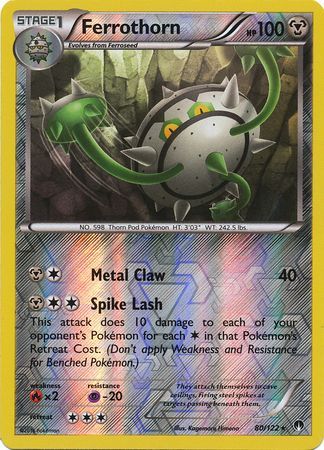 STAGE1
Ferrothorn
HP100
Evolves from Ferroseed
NO. 598 Thorn Pod Pokémon HT: 3'03" WT: 242.5 lbs.
Metal Claw 40
Spike Lash
This attack does 10 damage to each of your
opponent's Pokémon for each in that Pokémon's
Retreat Cost. (Don't apply Weakness and Resistance
for Benched Pokémon.)
weakness
×2
resistance
-20
retreat
They attach themselves to cave
ceilings, firing steel spikes at
targets passing beneath them.
Illus. Kagemaru Himeno
80/122